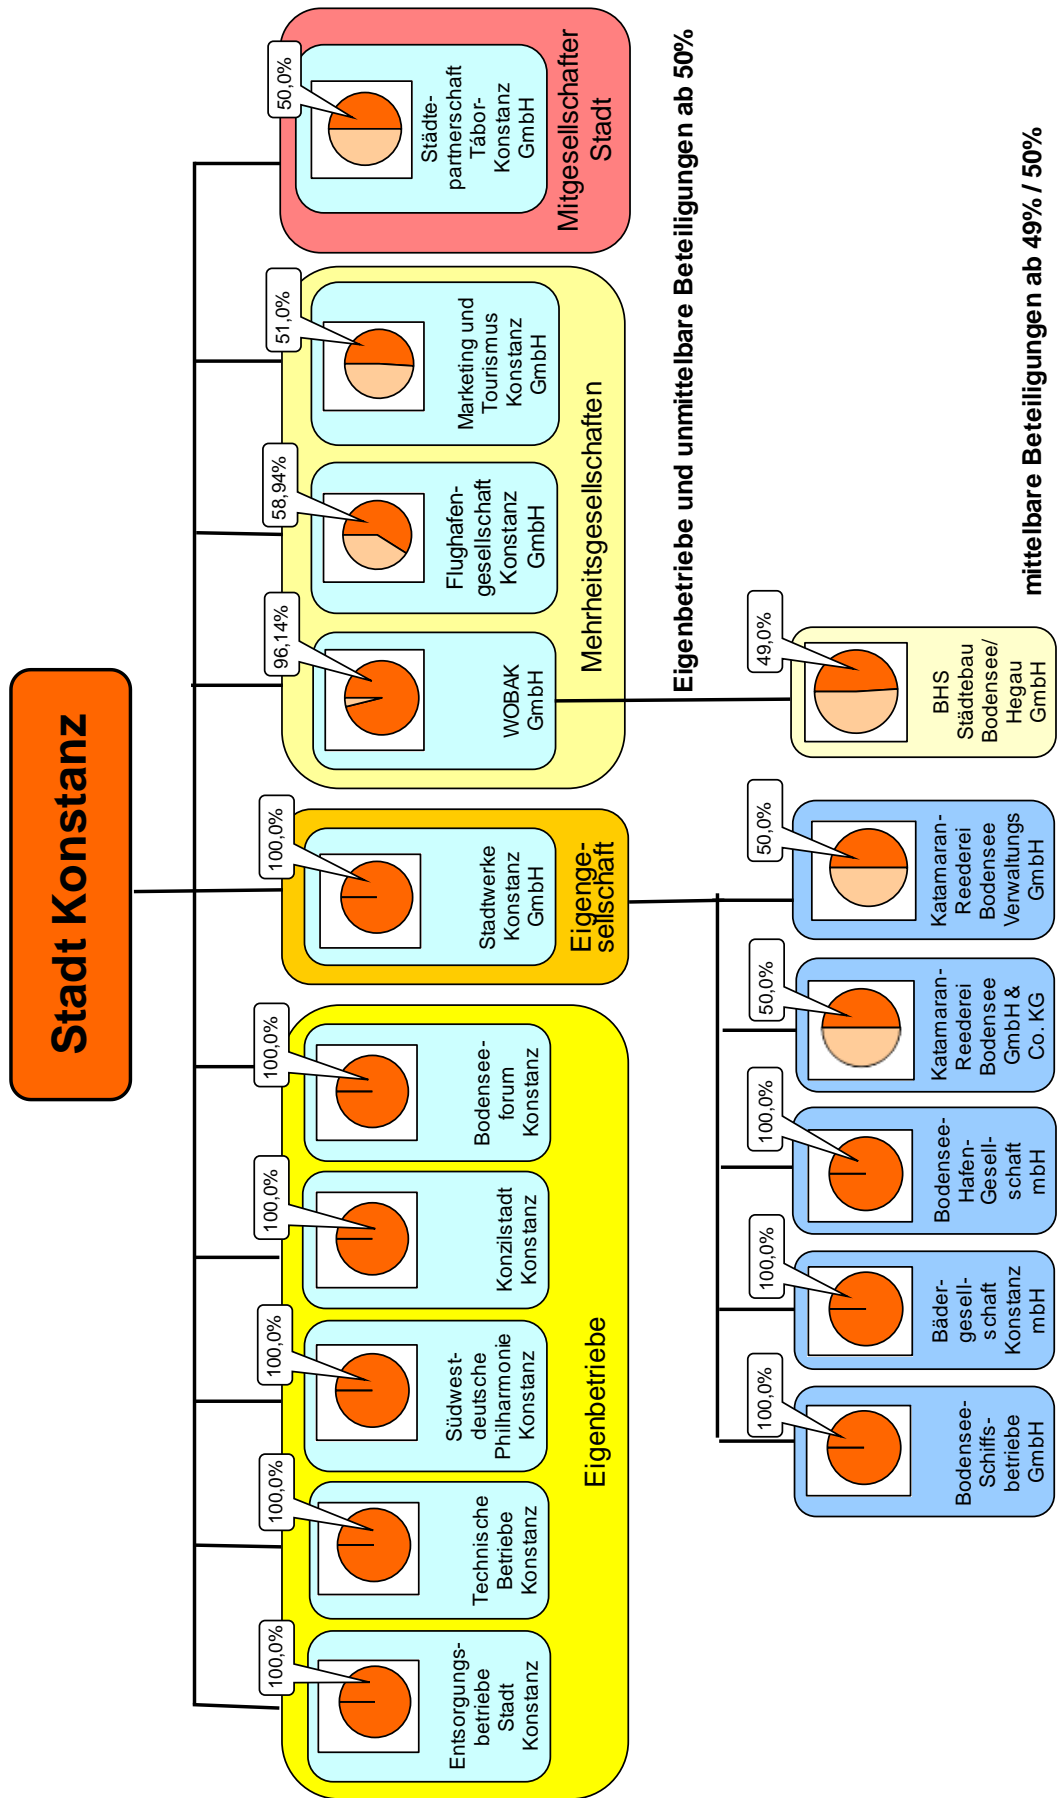 Stadt Konstanz
100,0%
Entsorgungs-
betriebe
Stadt
Konstanz
100,0%
Technische
Betriebe
Konstanz
100,0%
Südwest-
deutsche
Philharmonie
Konstanz
100,0%
Konzilstadt
Konstanz
100,0%
Bodensee-
forum
Konstanz
Eigenbetriebe
100,0%
Stadtwerke
Konstanz
GmbH
Eigenge-
sellschaft
96,14%
WOBAK
GmbH
58,94%
Flughafen-
gesellschaft
Konstanz
GmbH
51,0%
Marketing und
Tourismus
Konstanz
GmbH
Mehrheitsgesellschaften
50,0%
Städte-
partnerschaft
Tábor-
Konstanz
GmbH
Mitgesellschafter
Stadt
Eigenbetriebe und unmittelbare Beteiligungen ab 50%
100,0%
Bodensee-
Schiffs-
betriebe
GmbH
100,0%
Bäder-
gesell-
schaft
Konstanz
mbH
100,0%
Bodensee-
Hafen-
Gesell-
schaft
mbH
50,0%
Katamaran-
Reederei
Bodensee
GmbH &
Co. KG
50,0%
Katamaran-
Reederei
Bodensee
Verwaltungs
GmbH
49,0%
BHS
Städtebau
Bodensee/
Hegau
GmbH
mittelbare Beteiligungen ab 49% / 50%